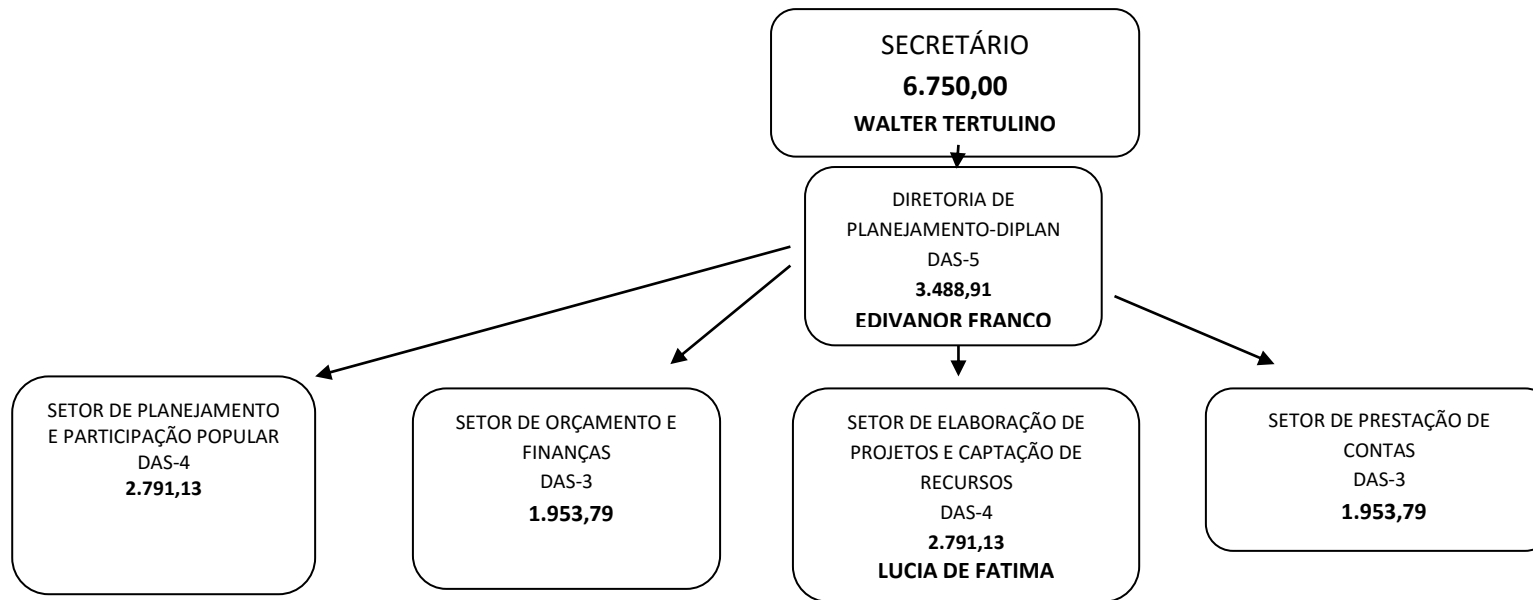 SECRETÁRIO
6.750,00
WALTER TERTULINO
DIRETORIA DE
PLANEJAMENTO-DIPLAN
DAS-5
3.488,91
EDIVANOR FRANCO
SETOR DE PLANEJAMENTO
E PARTICIPAÇÃO POPULAR
DAS-4
2.791,13
SETOR DE ORÇAMENTO E
FINANÇAS
DAS-3
1.953,79
SETOR DE ELABORAÇÃO DE
PROJETOS E CAPTAÇÃO DE
RECURSOS
DAS-4
2.791,13
LUCIA DE FATIMA
SETOR DE PRESTAÇÃO DE
CONTAS
DAS-3
1.953,79